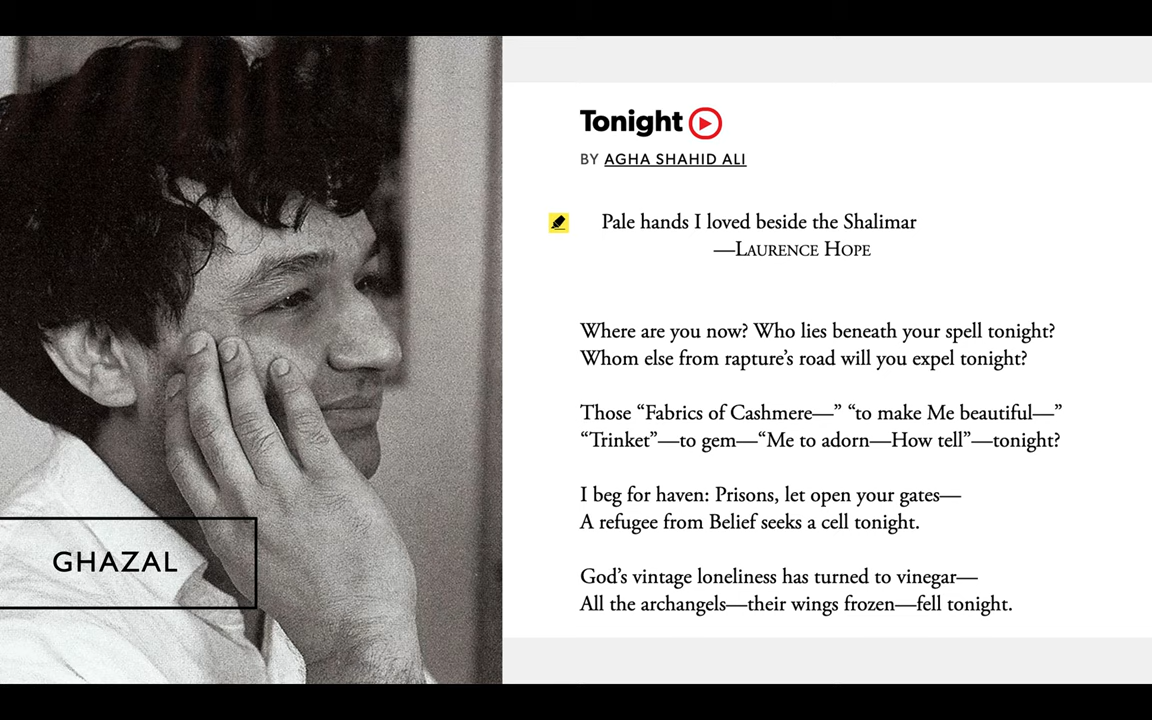 GHAZAL
Tonight
BY AGHA SHAHID ALI
Pale hands I loved beside the Shalimar
—LAURENCE HOPE
Where are you now? Who lies beneath your spell tonight?
Whom else from rapture’s road will you expel tonight?
Those “Fabrics of Cashmere—” “to make Me beautiful—”
“Trinket”—to gem—“Me to adorn—How tell”—tonight?
I beg for haven: Prisons, let open your gates—
A refugee from Belief seeks a cell tonight.
God’s vintage loneliness has turned to vinegar—
All the archangels—their wings frozen—fell tonight.